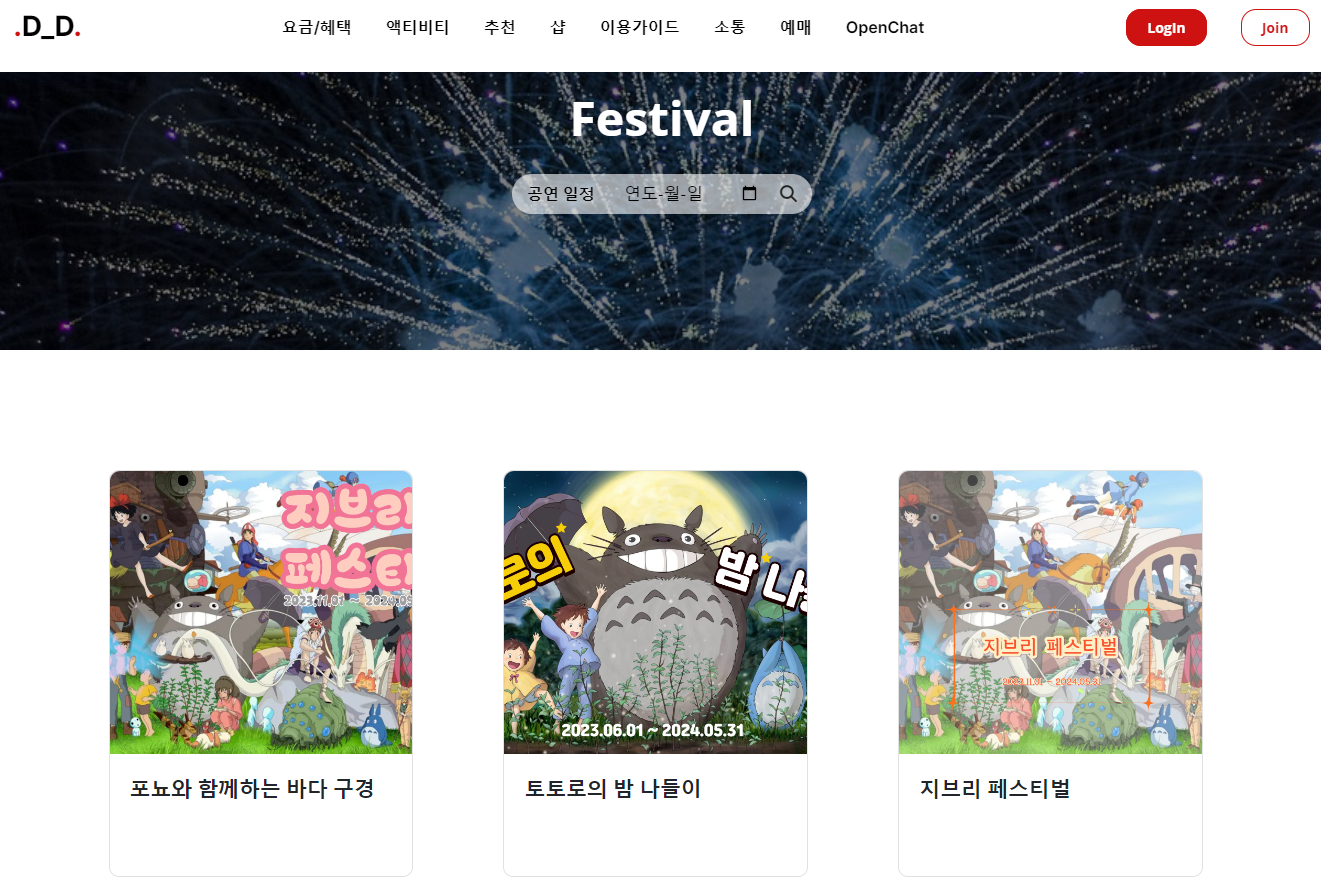 .D_D.
요금/혜택 액티비티 추천 샵 이용가이드 소통 예매 OpenChat
LogIn Join
Festival
공연 일정 연도-월-일
지브리
페스티
2023.11.01 ~ 2024.05
로의 밤 나
2023.06.01 ~ 2024.05.31
지브리 페스티벌
2023.11.01 ~ 2024.05.31
포뇨와 함께하는 바다 구경
토토로의 밤 나들이
지브리 페스티벌